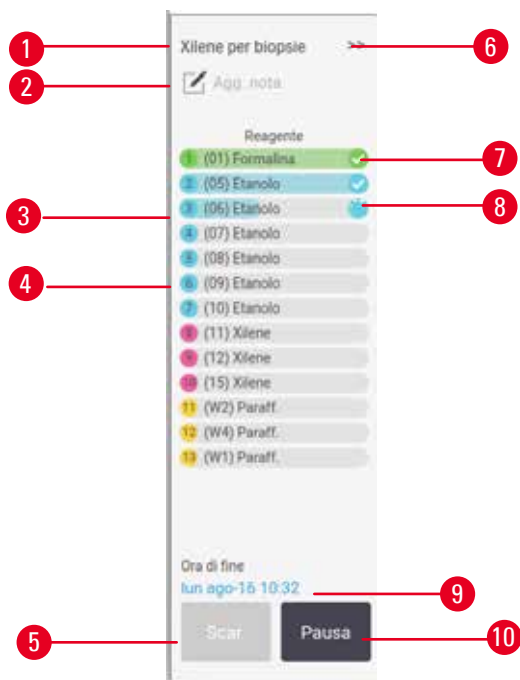 1 Xilene per biopsie >> 6
2 Agg. nota
Reagente
1 (01) Formalina 7
2 (05) Etanolo
3 3 (06) Etanolo 8
4 (07) Etanolo
5 (08) Etanolo
4 6 (09) Etanolo
7 (10) Etanolo
8 (11) Xilene
9 (12) Xilene
10 (15) Xilene
11 (W2) Paraff.
12 (W4) Paraff.
13 (W1) Paraff.
Ora di fine
lun ago-16 10:32 9
5 Scar Pausa 10